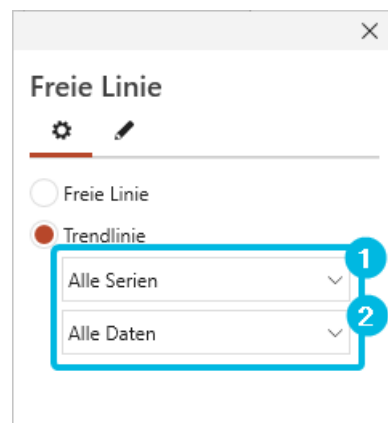 Freie Linie
Freie Linie
Trendlinie
1
Alle Serien
2
Alle Daten